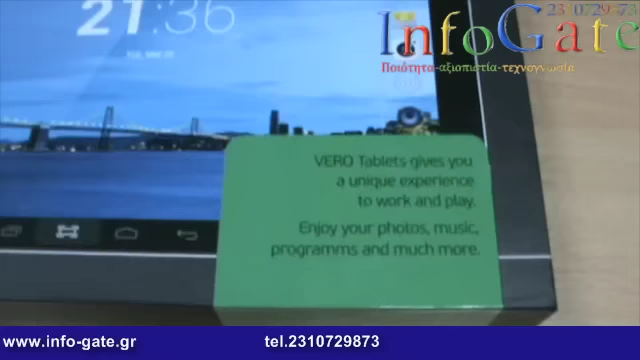 21:36
2310729873
InfoGate
Ποιότητα-αξιοπιστία-τεχνογνωσία
VERO Tablets gives you
a unique experience
to work and play.
Enjoy your photos, music,
programms and much more.
www.info-gate.gr tel.2310729873